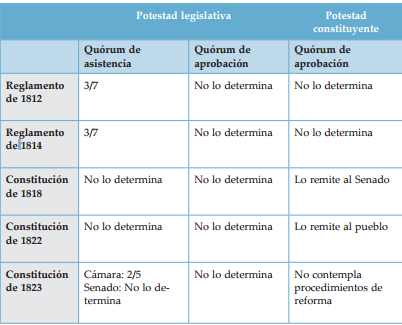 Potestad legislativa
Potestad
constituyente
Quórum de
asistencia
Quórum de
aprobación
Quórum de
aprobación
Reglamento
de 1812
3/7
No lo determina
No lo determina
Reglamento
de 1814
3/7
No lo determina
No lo determina
Constitución
de 1818
No lo determina
No lo determina
Lo remite al Senado
Constitución
de 1822
No lo determina
No lo determina
Lo remite al pueblo
Constitución
de 1823
Cámara: 2/5
Senado: No lo de-
termina
No lo determina
No contempla
procedimientos de
reforma